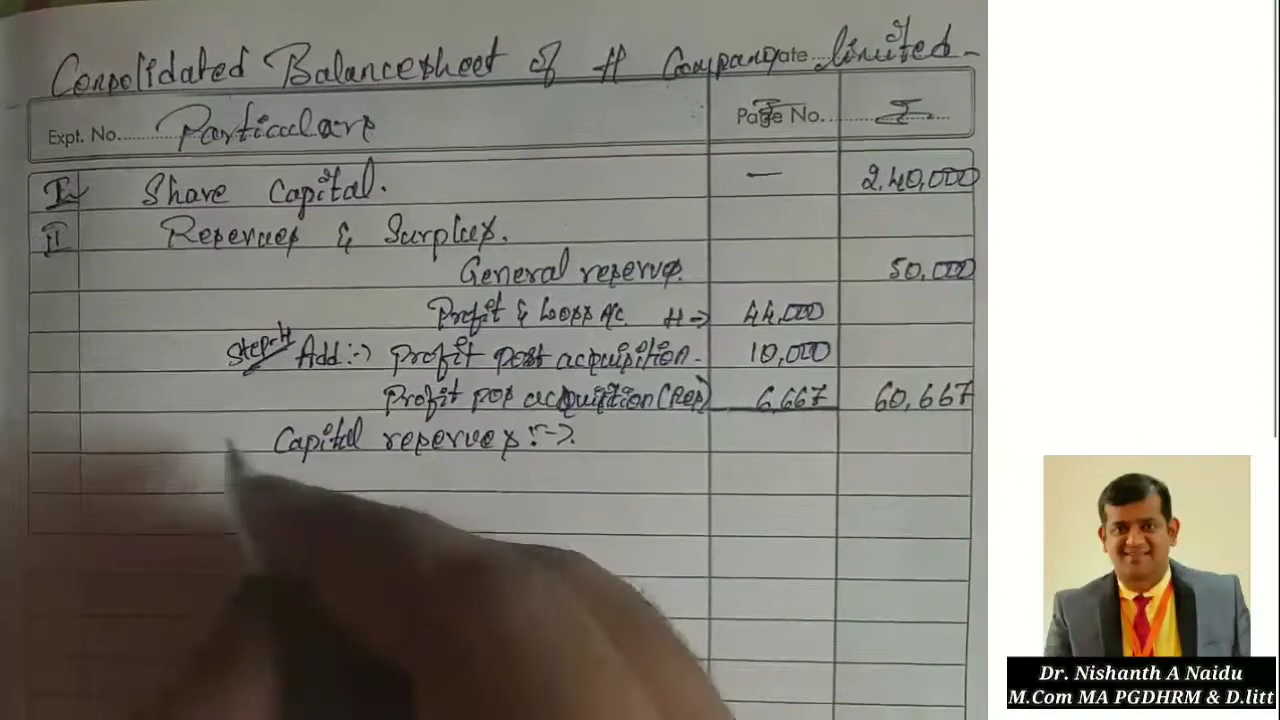 Consolidated Balancesheet of H Company limited-
Expt. No. Particulars Page No. ₹ ₹
I Share Capital. — 2,40,000
II Reserves & Surplus.
General reserve. 50,000
Profit & Loss A/c. H→ 44,000
Step-4 Add:-) Profit post acquisition- 10,000
Profit pos acquisition (Res) 6,667 60,667
Capital reserves :→
Dr. Nishanth A Naidu
M.Com MA PGDHRM & D.litt